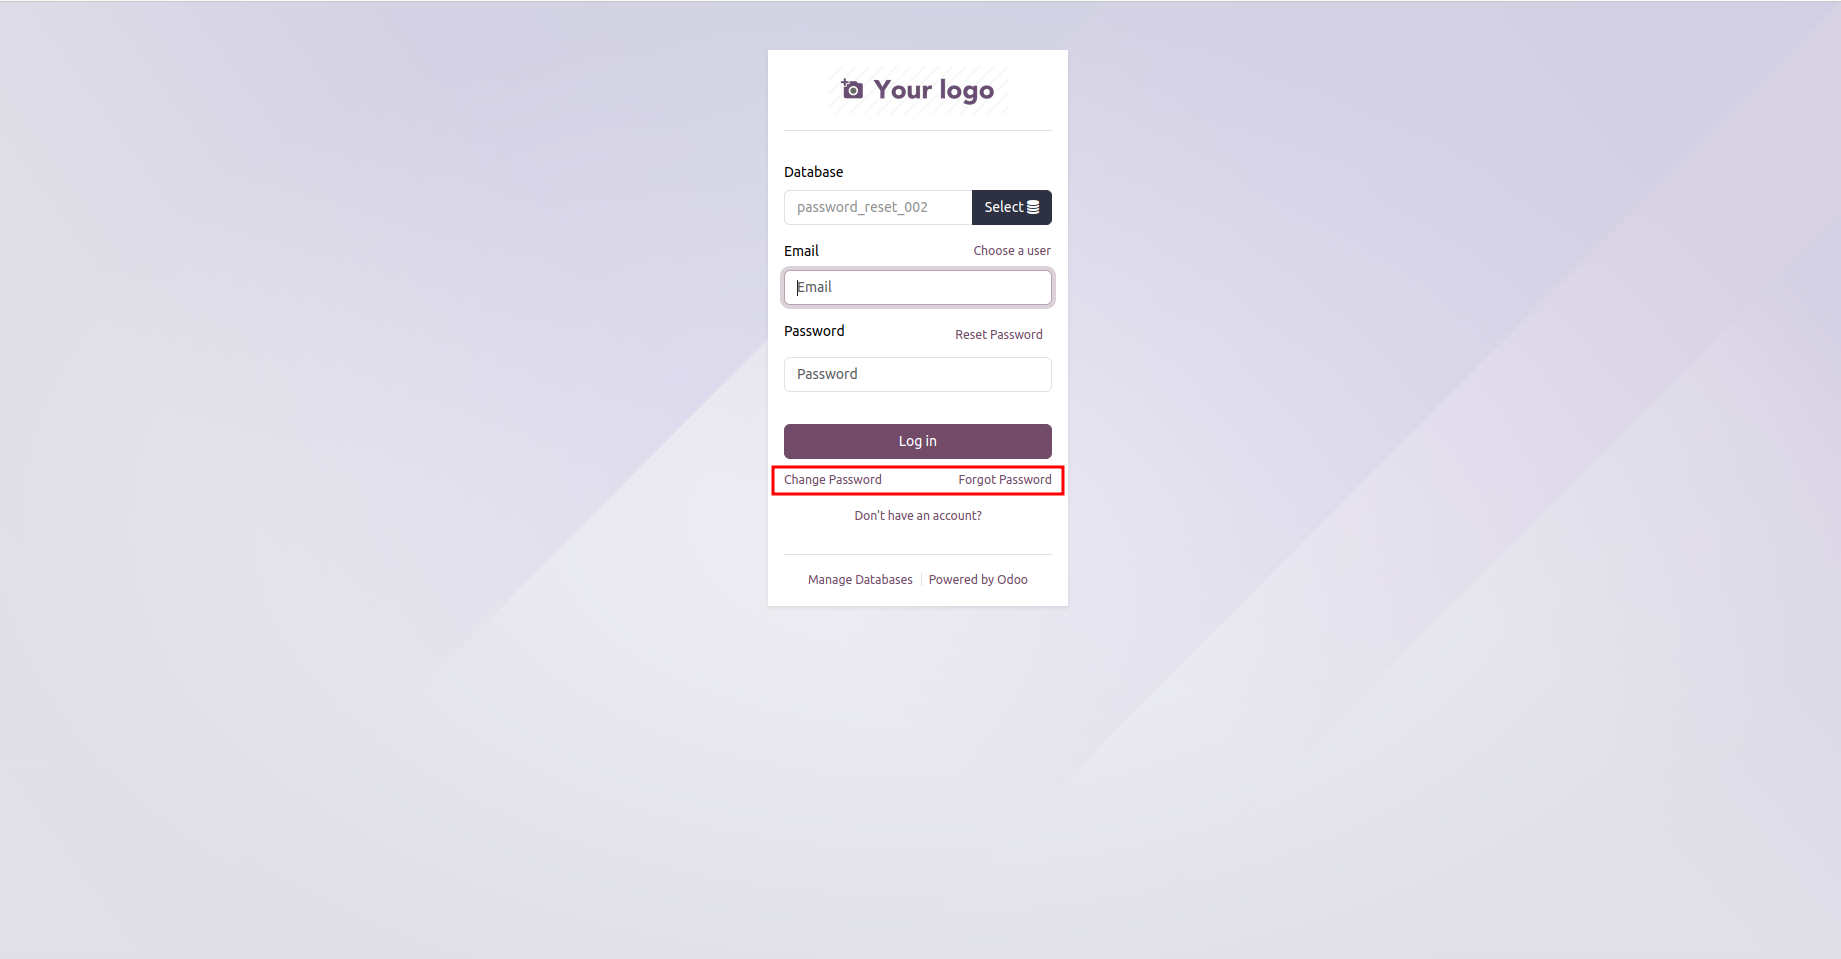 Your logo
Database
password_reset_002 Select
Email Choose a user
Email
Password Reset Password
Password
Log in
Change Password Forgot Password
Don't have an account?
Manage Databases Powered by Odoo